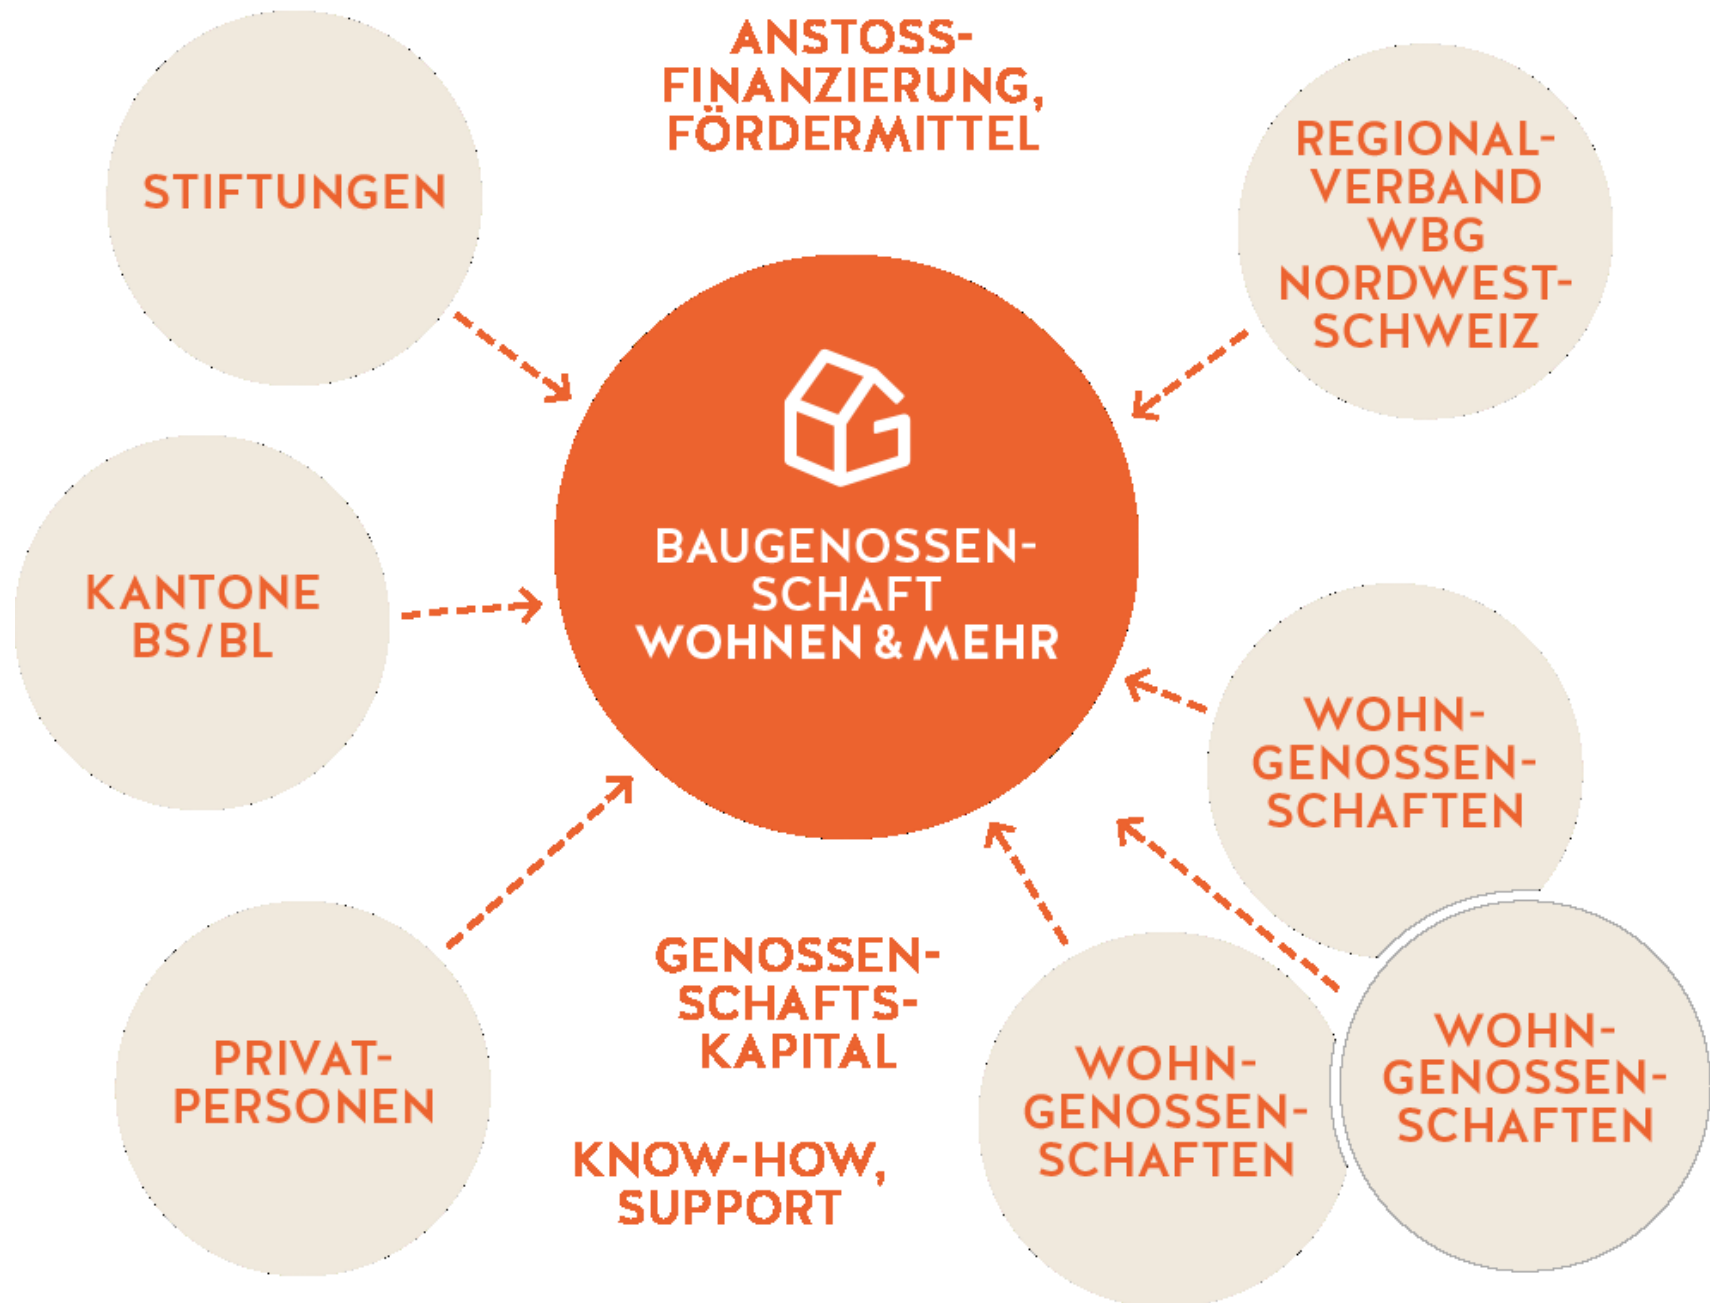 ANSTOSS-
FINANZIERUNG,
FÖRDERMITTEL
STIFTUNGEN
REGIONAL-
VERBAND
WBG
NORDWEST-
SCHWEIZ
BAUGENOSSEN-
SCHAFT
WOHNEN & MEHR
KANTONE
BS/BL
WOHN-
GENOSSEN-
SCHAFTEN
PRIVAT-
PERSONEN
GENOSSEN-
SCHAFTS-
KAPITAL
KNOW-HOW,
SUPPORT
WOHN-
GENOSSEN-
SCHAFTEN
WOHN-
GENOSSEN-
SCHAFTEN